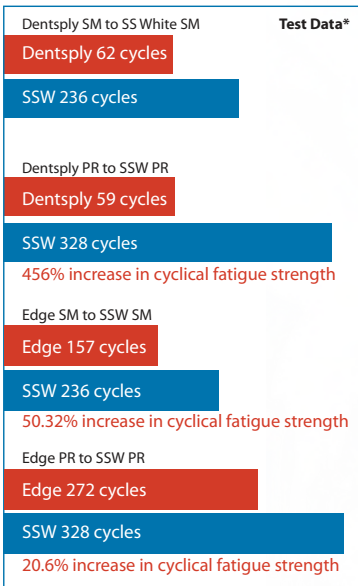 Dentsply SM to SS White SM Test Data*
Dentsply 62 cycles
SSW 236 cycles
Dentsply PR to SSW PR
Dentsply 59 cycles
SSW 328 cycles
456% increase in cyclical fatigue strength
Edge SM to SSW SM
Edge 157 cycles
SSW 236 cycles
50.32% increase in cyclical fatigue strength
Edge PR to SSW PR
Edge 272 cycles
SSW 328 cycles
20.6% increase in cyclical fatigue strength